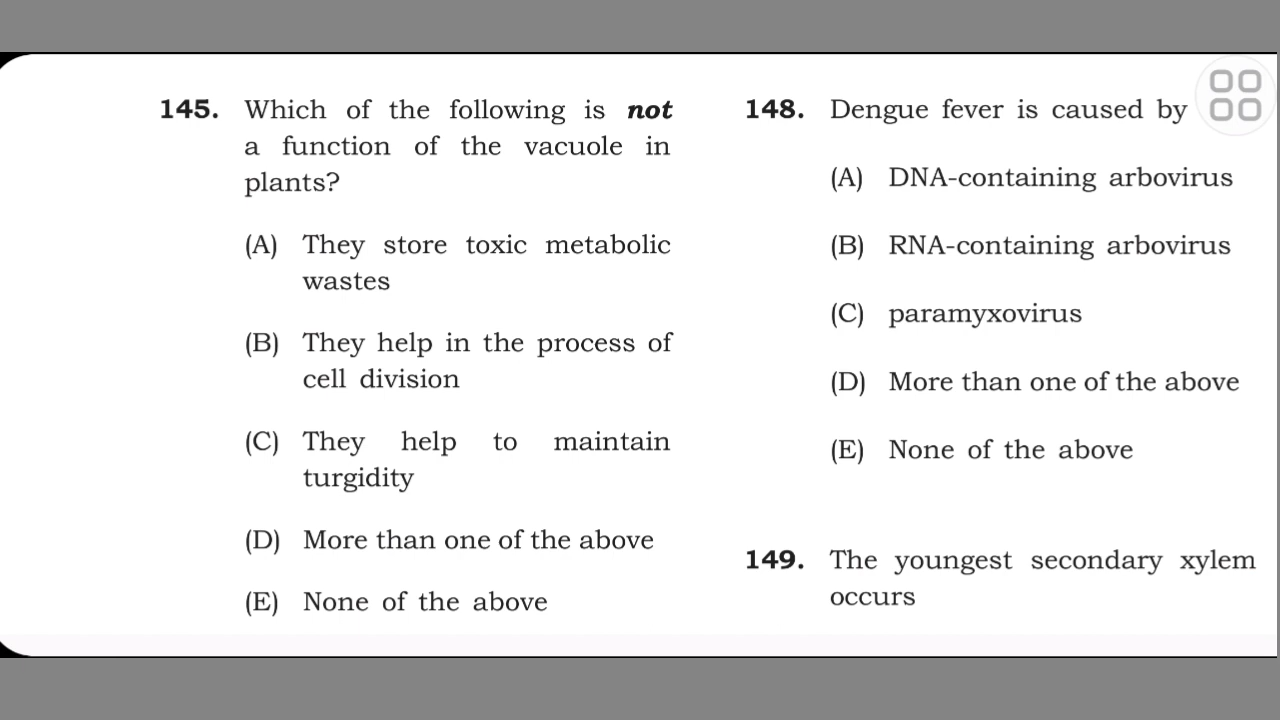 145. Which of the following is not
a function of the vacuole in
plants?
(A) They store toxic metabolic
wastes
(B) They help in the process of
cell division
(C) They help to maintain
turgidity
(D) More than one of the above
(E) None of the above
148. Dengue fever is caused by
(A) DNA-containing arbovirus
(B) RNA-containing arbovirus
(C) paramyxovirus
(D) More than one of the above
(E) None of the above
149. The youngest secondary xylem
occurs